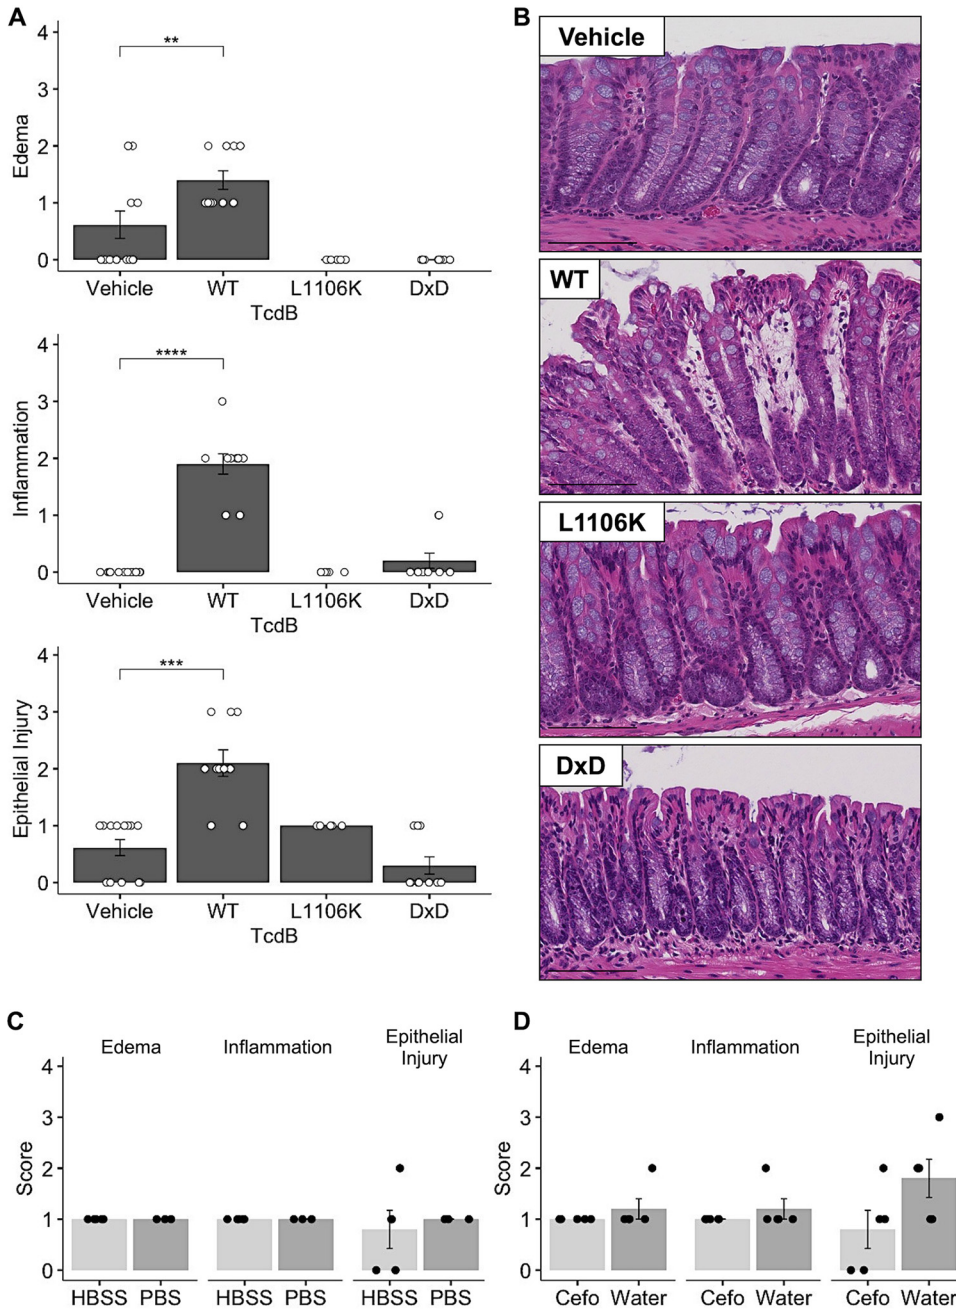 A
4
3
2
1
0
Edema
**
Vehicle WT L1106K DxD
TcdB
4
3
2
1
0
Inflammation
****
Vehicle WT L1106K DxD
TcdB
4
3
2
1
0
Epithelial Injury
***
Vehicle WT L1106K DxD
TcdB
B
Vehicle
WT
L1106K
DxD
C
Edema Inflammation Epithelial
Injury
4
3
2
1
0
Score
HBSS PBS HBSS PBS HBSS PBS
D
Edema Inflammation Epithelial
Injury
4
3
2
1
0
Score
Cefo Water Cefo Water Cefo Water